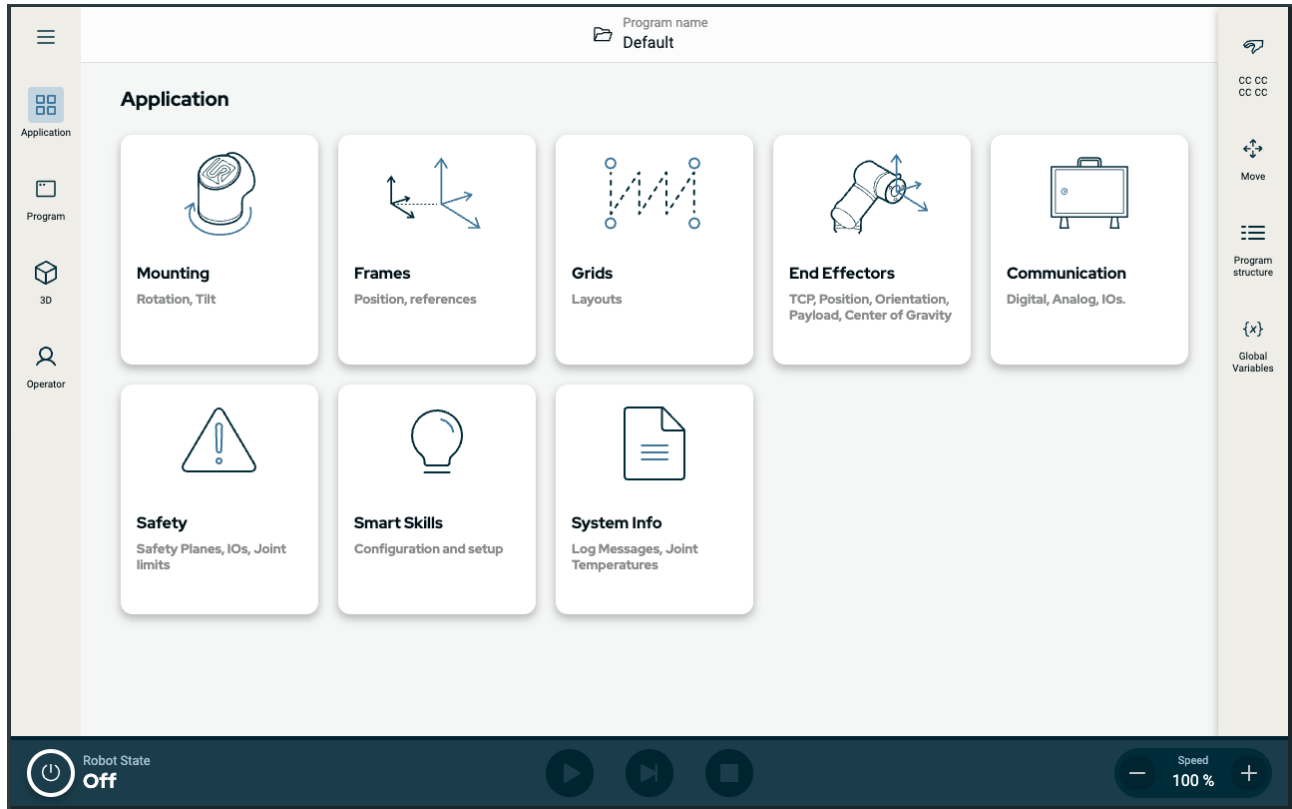 Program name
Default
Application
Program
3D
Operator
Application
Mounting
Rotation, Tilt
Frames
Position, references
Grids
Layouts
End Effectors
TCP, Position, Orientation,
Payload, Center of Gravity
Communication
Digital, Analog, IOs.
Safety
Safety Planes, IOs, Joint
limits
Smart Skills
Configuration and setup
System Info
Log Messages, Joint
Temperatures
CC CC
CC CC
Move
Program
structure
{x}
Global
Variables
Robot State
Off
Speed
100 %